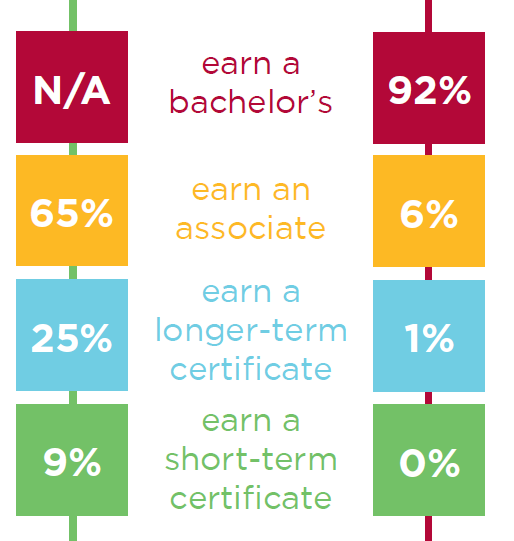 N/A
earn a
bachelor's
92%
65%
earn an
associate
6%
25%
earn a
longer-term
certificate
1%
9%
earn a
short-term
certificate
0%